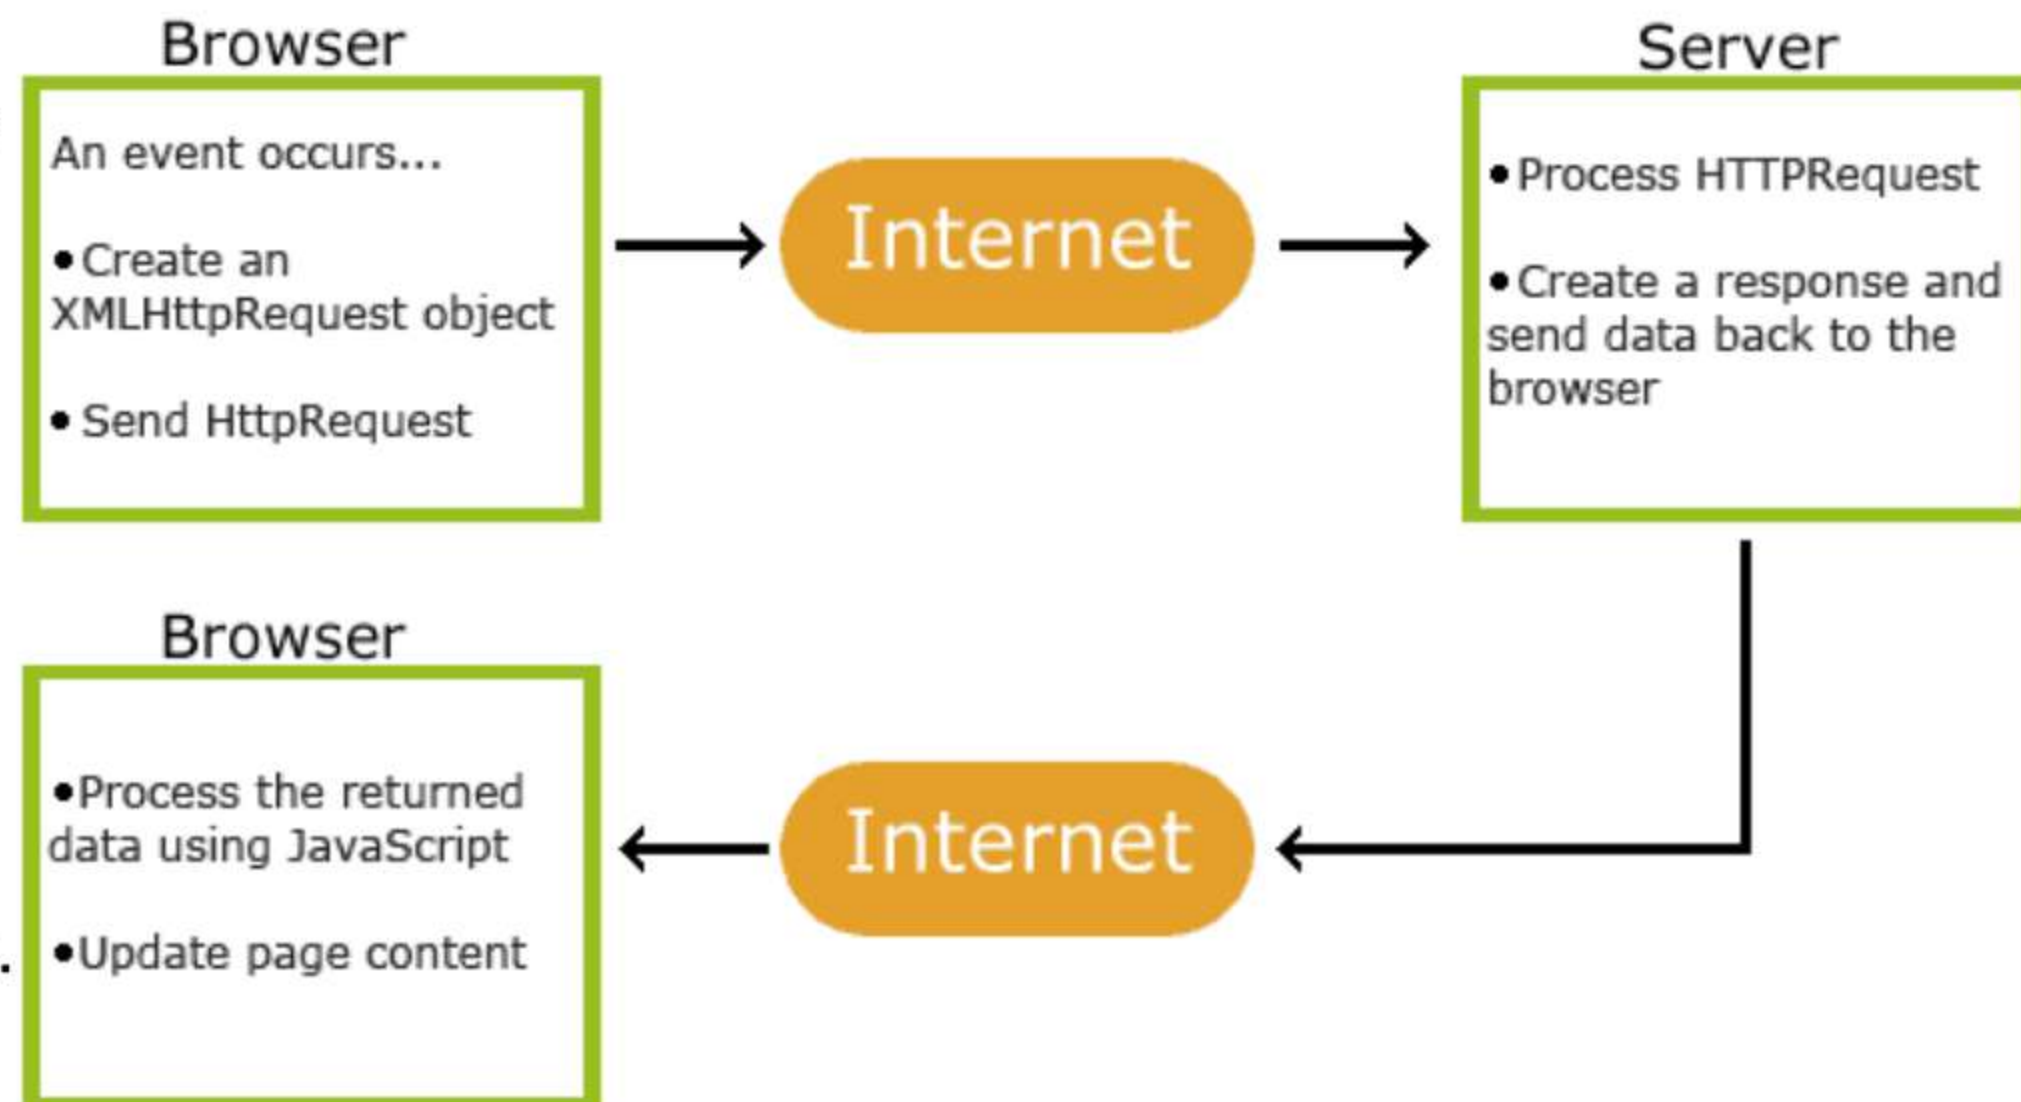 Browser
An event occurs...
•Create an
XMLHttpRequest object
• Send HttpRequest
Internet
Server
•Process HTTPRequest
•Create a response and
send data back to the
browser
Browser
•Process the returned
data using JavaScript
•Update page content
Internet